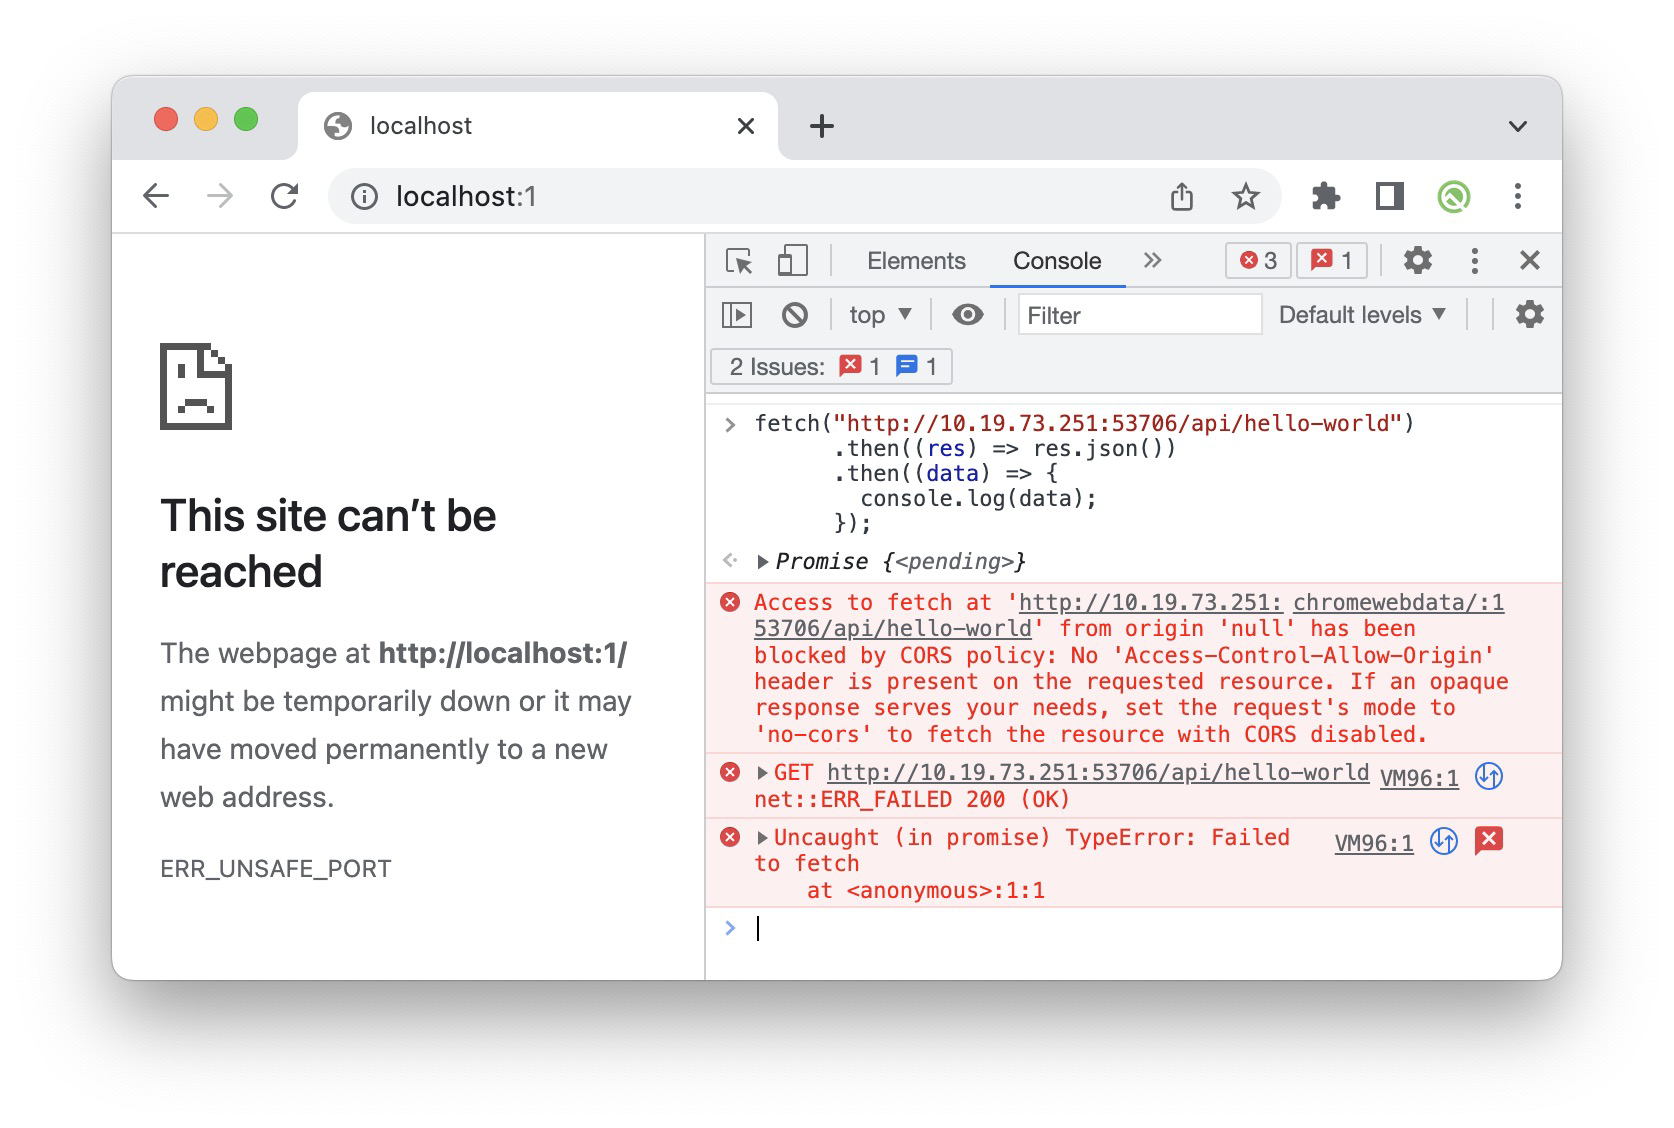 localhost
localhost:1
This site can’t be
reached
The webpage at http://localhost:1/
might be temporarily down or it may
have moved permanently to a new
web address.
ERR_UNSAFE_PORT
Elements Console 3 1
top Filter Default levels
2 Issues: 1 1
fetch("http://10.19.73.251:53706/api/hello-world")
.then((res) => res.json())
.then((data) => {
console.log(data);
});
Promise {<pending>}
Access to fetch at 'http://10.19.73.251: chromewebdata/:1
53706/api/hello-world' from origin 'null' has been
blocked by CORS policy: No 'Access-Control-Allow-Origin'
header is present on the requested resource. If an opaque
response serves your needs, set the request's mode to
'no-cors' to fetch the resource with CORS disabled.
GET http://10.19.73.251:53706/api/hello-world VM96:1
net::ERR_FAILED 200 (OK)
Uncaught (in promise) TypeError: Failed VM96:1
to fetch
at <anonymous>:1:1